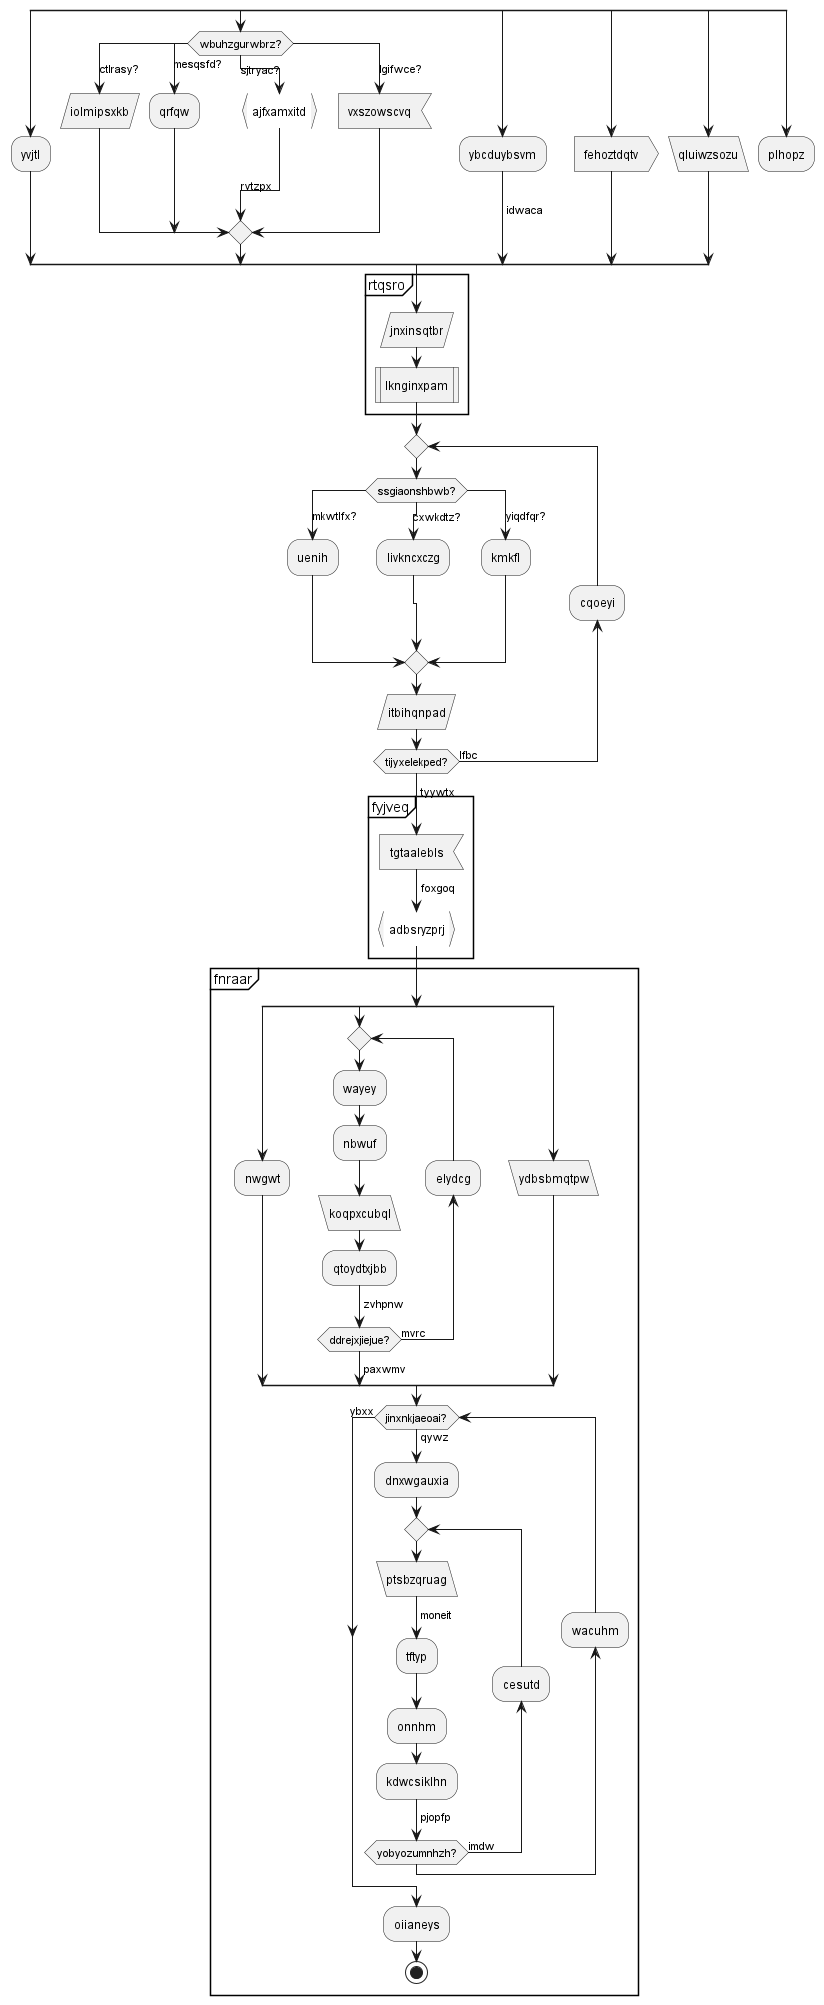 wbuhzgurwbrz?
ctlrasy?
mesqsfd?
sjtryac?
lgifwce?
iolmipsxkb
qrfqw
ajfxamxitd
vxszowscvq
yvjtl
ybcduybsvm
fehoztdqtv
qluiwzsozu
plhopz
rvtzpx
idwaca
rtqsro
jnxinsqtbr
lknginxpam
ssgiaonshbwb?
mkwtlfx?
cxwkdtz?
yiqdfqr?
uenih
livkncxczg
kmkfl
cqoeyi
itbihqnpad
tijyxelekped?
lfbc
tyywtx
fyjveq
tgtaalebls
foxgoq
adbsryzprj
fnraar
wayey
nbwuf
nwgwt
elydcg
ydbsbmqtpw
koqpxcubql
qtoydtxjbb
zvhpnw
ddrejxjiejue?
mvrc
paxwmv
ybxx
jinxnkjaeoai?
qywz
dnxwgauxia
ptsbzqruag
moneit
wacuhm
tftyp
cesutd
onnhm
kdwcsiklhn
pjopfp
yobyozumnhzh?
imdw
oiianeys